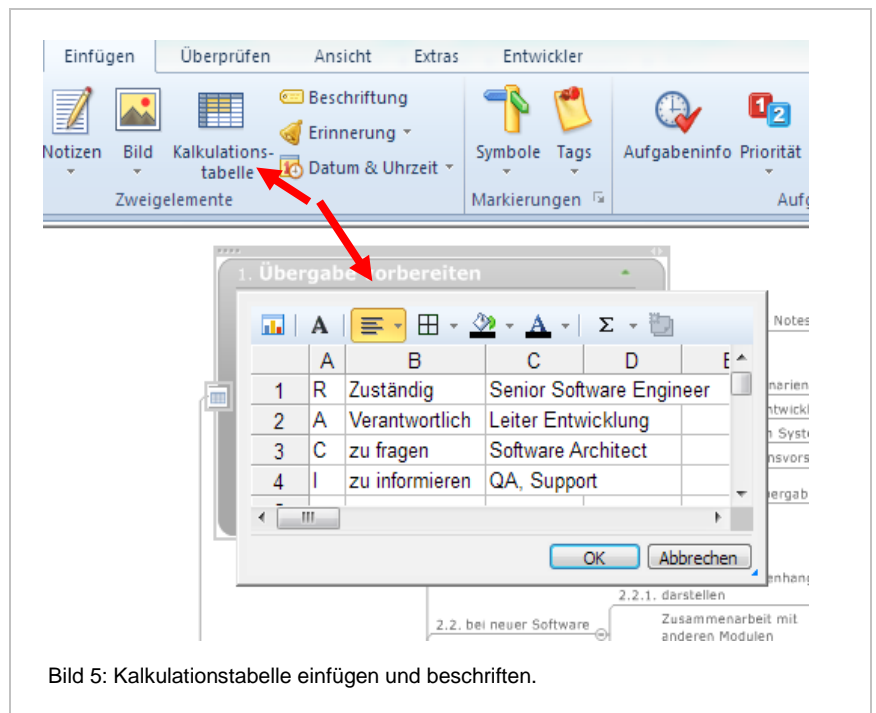 Einfügen Überprüfen Ansicht Extras Entwickler
Beschriftung
Erinnerung
Datum & Uhrzeit
Notizen Bild Kalkulations-
tabelle
Symbole Tags Aufgabeninfo Priorität
Zweigelemente Markierungen
1. Übergabe vorbereiten
A A Σ
Notes
A B C D
1 R Zuständig Senior Software Engineer
2 A Verantwortlich Leiter Entwicklung
3 C zu fragen Software Architect
4 I zu informieren QA, Support
OK Abbrechen
2.2.1. darstellen
2.2. bei neuer Software
Zusammenarbeit mit
anderen Modulen
Bild 5: Kalkulationstabelle einfügen und beschriften.